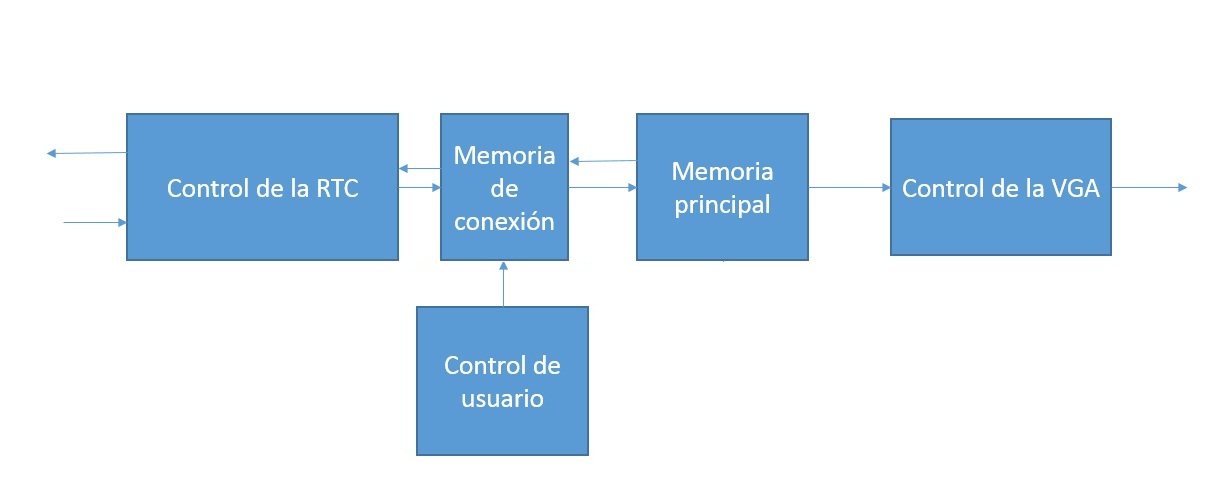 Control de la RTC
Memoria
de
conexión
Memoria
principal
Control de la VGA
Control de
usuario